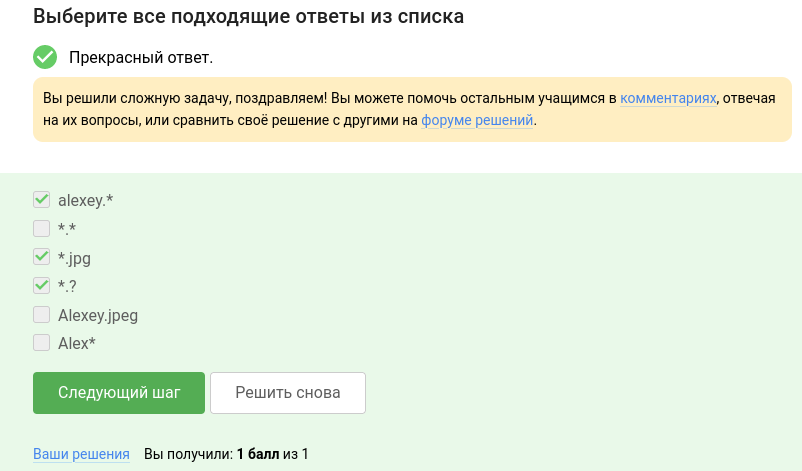 Выберите все подходящие ответы из списка
Прекрасный ответ.
Вы решили сложную задачу, поздравляем! Вы можете помочь остальным учащимся в комментариях, отвечая
на их вопросы, или сравнить своё решение с другими на форуме решений.
alexey.*
*.*
*.jpg
*.?
Alexey.jpeg
Alex*
Следующий шаг Решить снова
Ваши решения Вы получили: 1 балл из 1